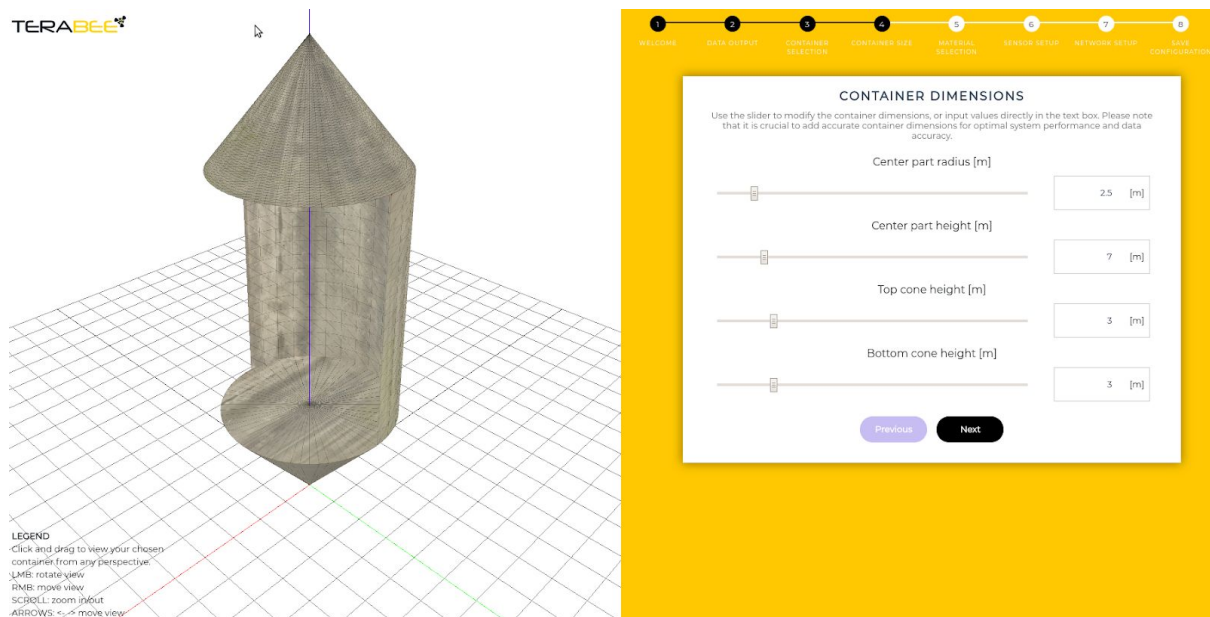 TERABEE
LEGEND
Click and drag to view your chosen
container from any perspective.
LMB: rotate view
RMB: move view
SCROLL: zoom in/out
ARROWS: <- -> move view
1 2 3 4 5 6 7 8
WELCOME DATA OUTPUT CONTAINER SELECTION CONTAINER SIZE MATERIAL SELECTION SENSOR SETUP NETWORK SETUP SAVE CONFIGURATION
CONTAINER DIMENSIONS
Use the slider to modify the container dimensions, or input values directly in the text box. Please note
that it is crucial to add accurate container dimensions for optimal system performance and data
accuracy.
Center part radius [m]
2.5 [m]
Center part height [m]
7 [m]
Top cone height [m]
3 [m]
Bottom cone height [m]
3 [m]
Previous Next